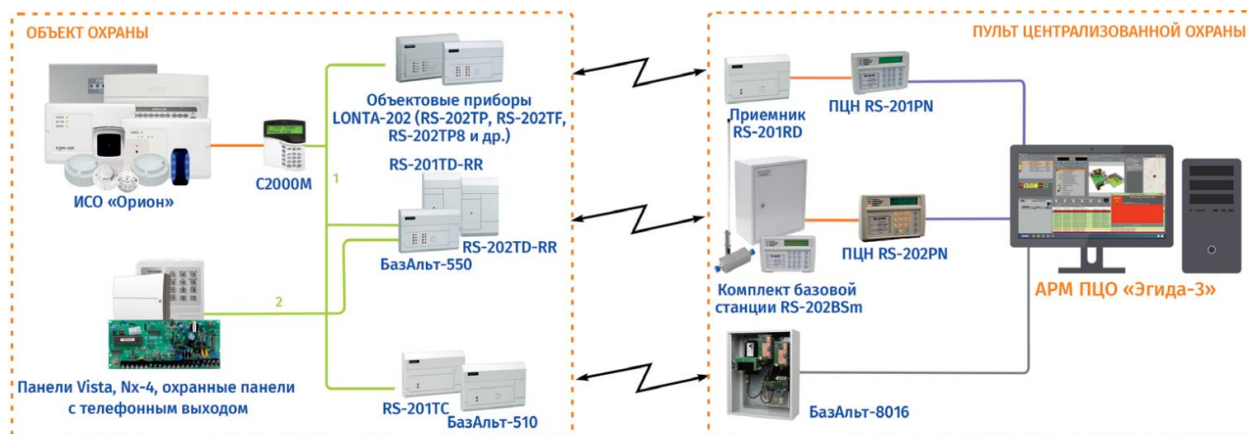 ОБЪЕКТ ОХРАНЫ
ИСО «Орион»
С2000М
1
Объектовые приборы
LONTA-202 (RS-202TP, RS-202TF,
RS-202TP8 и др.)
RS-201TD-RR
RS-202TD-RR
БазАльт-550
2
Панели Vista, Nx-4, охранные панели
с телефонным выходом
RS-201TC
БазАльт-510
ПУЛЬТ ЦЕНТРАЛИЗОВАННОЙ ОХРАНЫ
Приемник
RS-201RD
ПЦН RS-201PN
Комплект базовой
станции RS-202BSm
ПЦН RS-202PN
АРМ ПЦО «Эгида-3»
БазАльт-8016